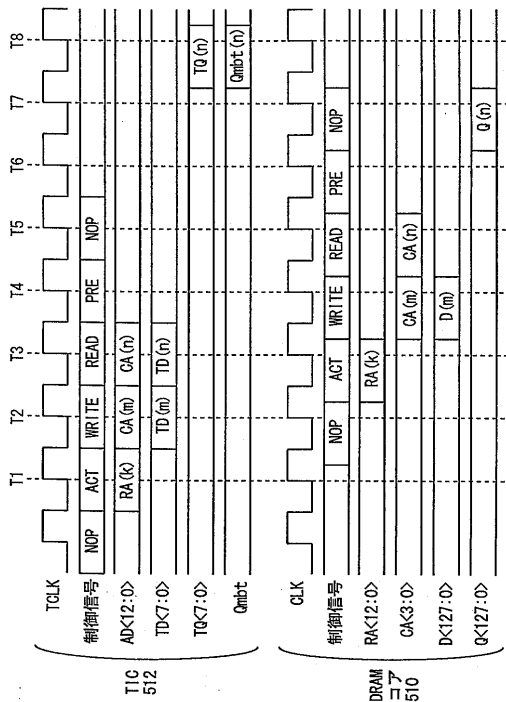 T1 T2 T3 T4 T5 T6 T7 T8
TCLK
制御信号 NOP ACT WRITE READ PRE NOP
AD<12:0> RA(k) CA(m) CA(n)
TD<7:0> TD(m) TD(n)
TQ<7:0> TQ(n)
Qmbt Qmbt(n)
TIC
512
CLK
制御信号 NOP ACT WRITE READ PRE NOP
RA<12:0> RA(k)
CA<3:0> CA(m) CA(n)
D<127:0> D(m)
Q<127:0> Q(n)
DRAM
コア
510